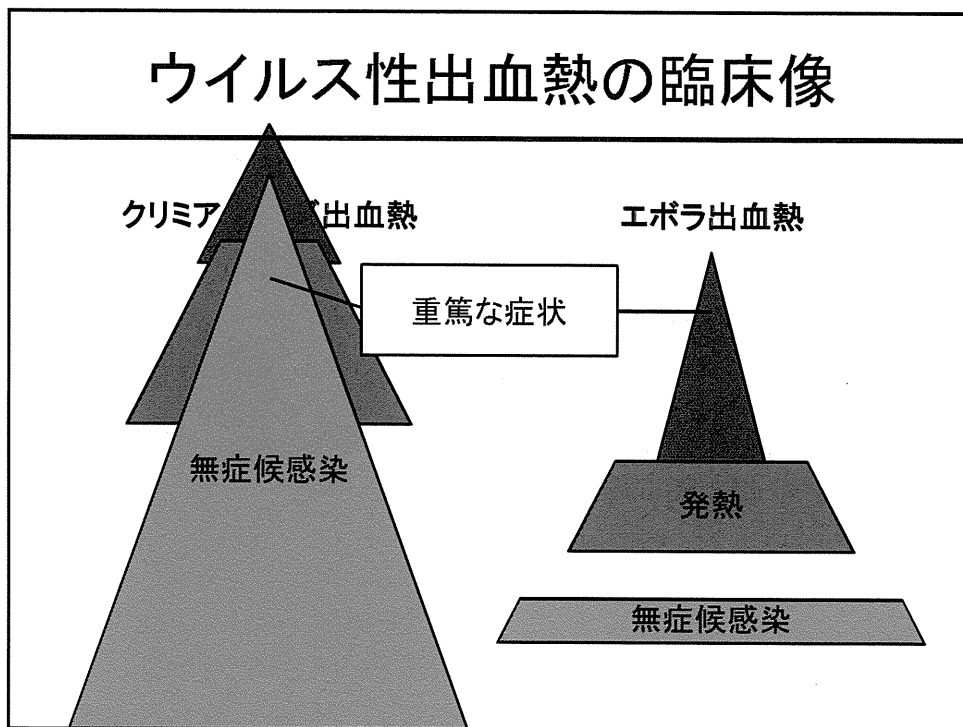 ウイルス性出血熱の臨床像
クリミア 出血熱
エボラ出血熱
重篤な症状
無症候感染
発熱
無症候感染